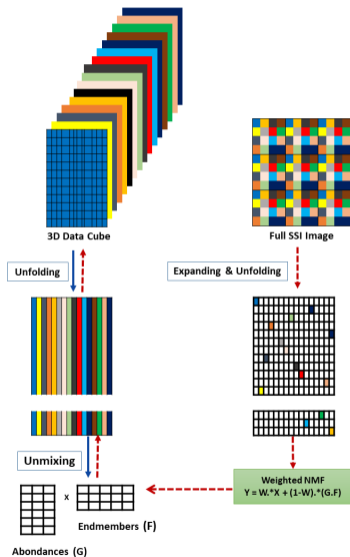 3D Data Cube
Full SSI Image
Unfolding
Expanding & Unfolding
Unmixing
Weighted NMF
Y = W.*X + (1-W).*(G.F)
x
Endmembers (F)
Abondances (G)